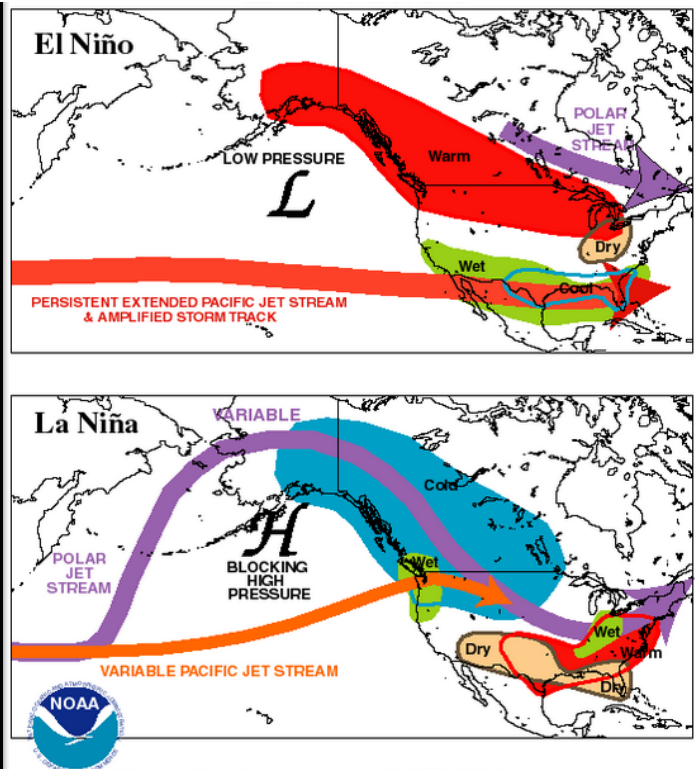 El Niño
POLAR
JET
STREAM
LOW PRESSURE
L
Warm
Dry
Wet
Cool
PERSISTENT EXTENDED PACIFIC JET STREAM
& AMPLIFIED STORM TRACK
La Niña
VARIABLE
Cold
H
BLOCKING
HIGH
PRESSURE
POLAR
JET
STREAM
Wet
Wet
Warm
Dry
Dry
VARIABLE PACIFIC JET STREAM
NOAA